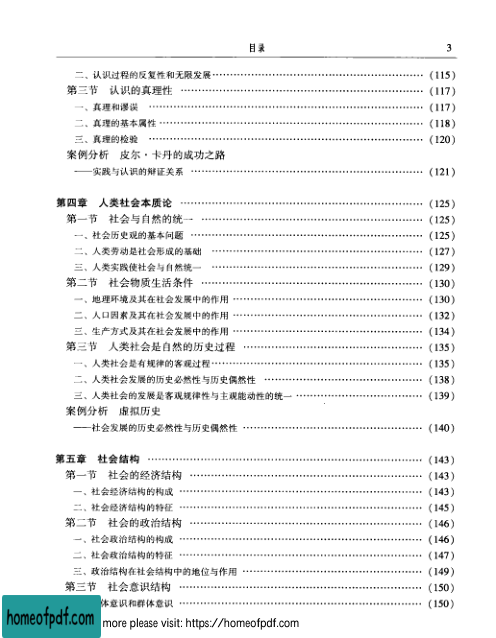 目录 3
二、认识过程的反复性和无限发展………(115)
第三节 认识的真理性………(117)
一、真理和谬误………(117)
二、真理的基本属性………(118)
三、真理的检验………(120)
案例分析 皮尔·卡丹的成功之路
——实践与认识的辩证关系………(121)
第四章 人类社会本质论………(125)
第一节 社会与自然的统一………(125)
一、社会历史观的基本问题………(125)
二、人类劳动是社会形成的基础………(127)
三、人类实践使社会与自然统一………(129)
第二节 社会物质生活条件………(130)
一、地理环境及其在社会发展中的作用………(130)
二、人口因素及其在社会发展中的作用………(132)
三、生产方式及其在社会发展中的作用………(134)
第三节 人类社会是自然的历史过程………(135)
一、人类社会是有规律的客观过程………(135)
二、人类社会发展的历史必然性与历史偶然性………(138)
三、人类社会的发展是客观规律性与主观能动性的统一………(139)
案例分析 虚拟历史
——社会发展的历史必然性与历史偶然性………(140)
第五章 社会结构………(143)
第一节 社会的经济结构………(143)
一、社会经济结构的构成………(143)
二、社会经济结构的特征………(145)
第二节 社会的政治结构………(146)
一、社会政治结构的构成………(146)
二、社会政治结构的特征………(147)
三、政治结构在社会结构中的地位与作用………(149)
第三节 社会意识结构………(150)
体意识和群体意识………(150)
homeofpdf.com more please visit: https://homeofpdf.com